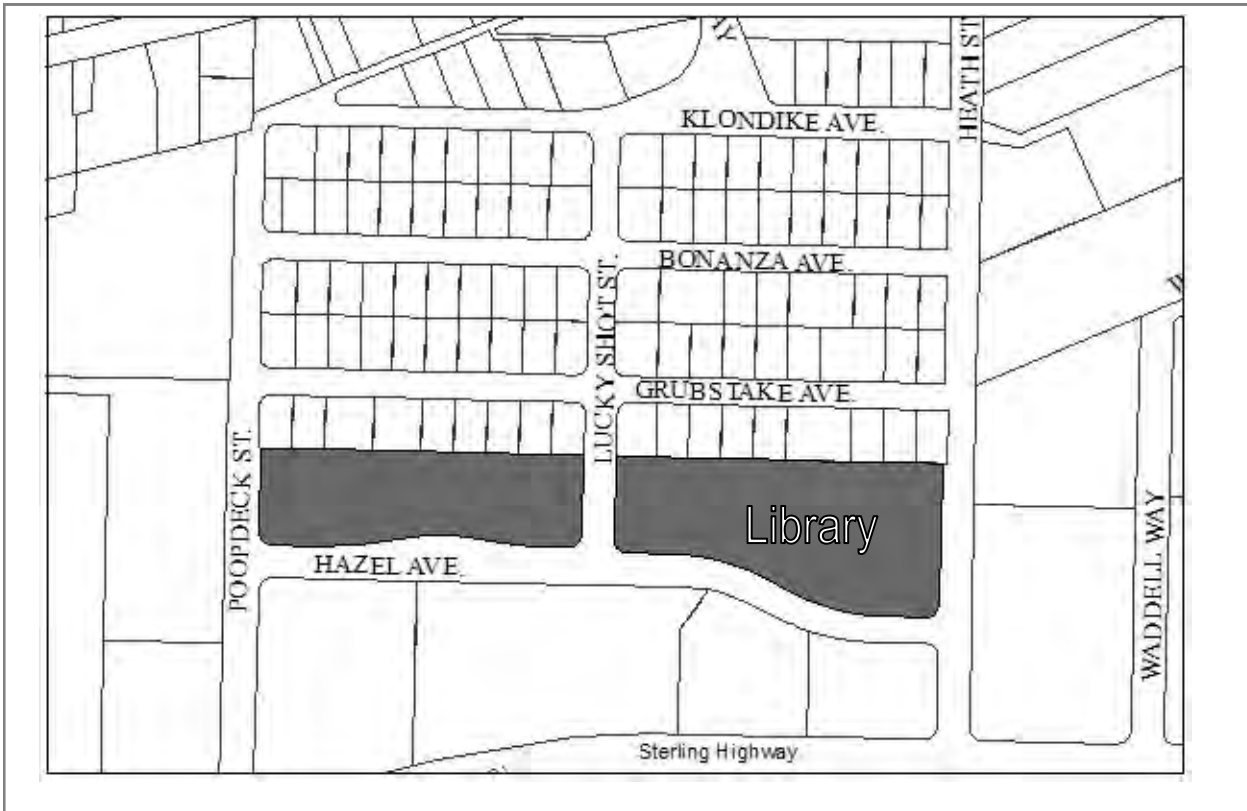 HEATH ST.
KLONDIKE AVE.
BONANZA AVE.
LUCKY SHOT ST.
GRUBSTAKE AVE.
POOPDECK ST.
Library
HAZEL AVE
WADDELL WAY
Sterling Highway